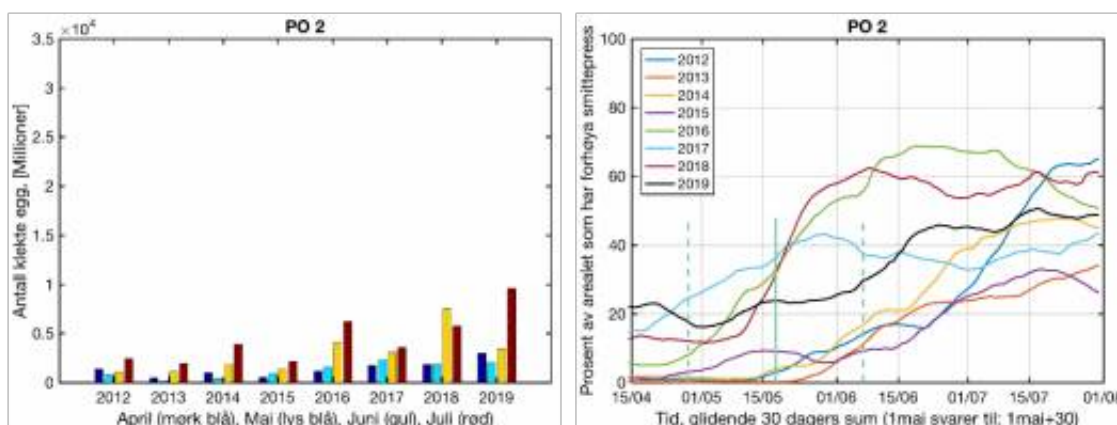 PO 2
×10⁴
3.5
3
2.5
2
1.5
1
0.5
0
Antall klekte egg, [Millioner]
2012 2013 2014 2015 2016 2017 2018 2019
April (mørk blå), Mai (lys blå), Juni (gul), Juli (rød)
PO 2
100
80
60
40
20
0
Prosent av arealet som har forhøya smittepress
2012
2013
2014
2015
2016
2017
2018
2019
15/04 01/05 15/05 01/06 15/06 01/07 15/07 01/0
Tid, glidende 30 dagers sum (1mai svarer til: 1mai+30)